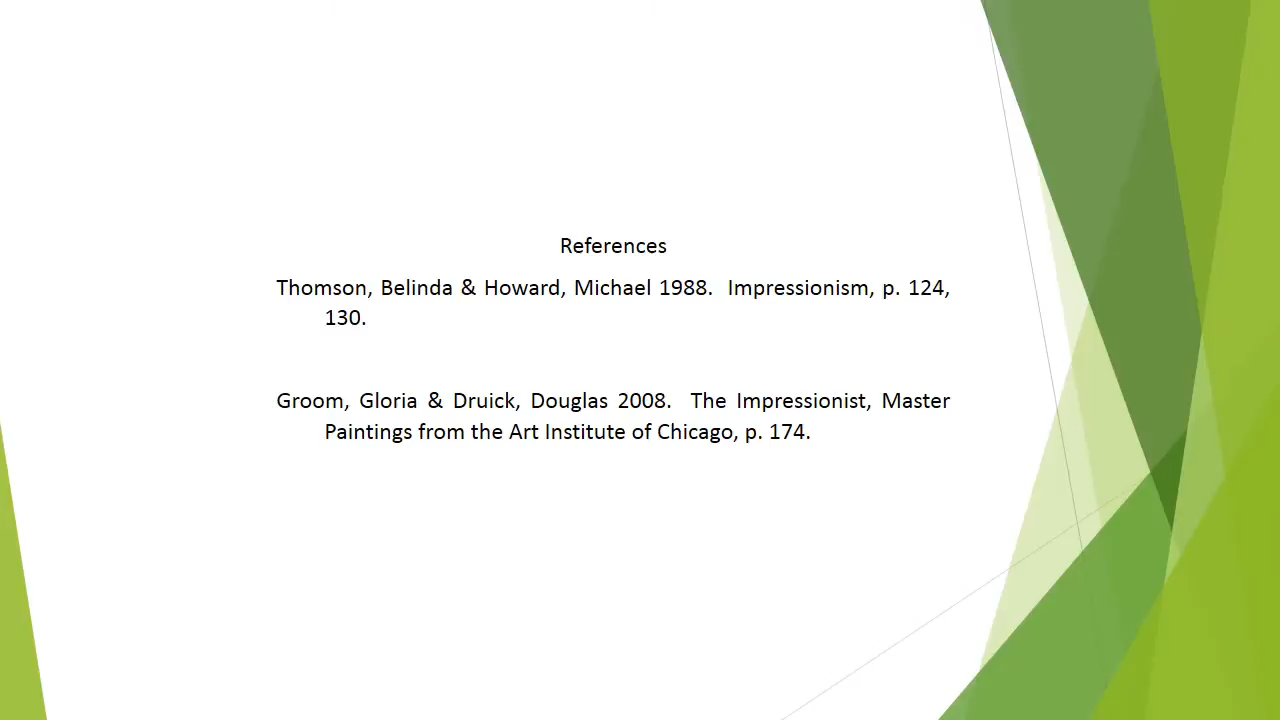 References
Thomson, Belinda & Howard, Michael 1988.  Impressionism, p. 124,
130.
Groom, Gloria & Druick, Douglas 2008.  The Impressionist, Master
Paintings from the Art Institute of Chicago, p. 174.